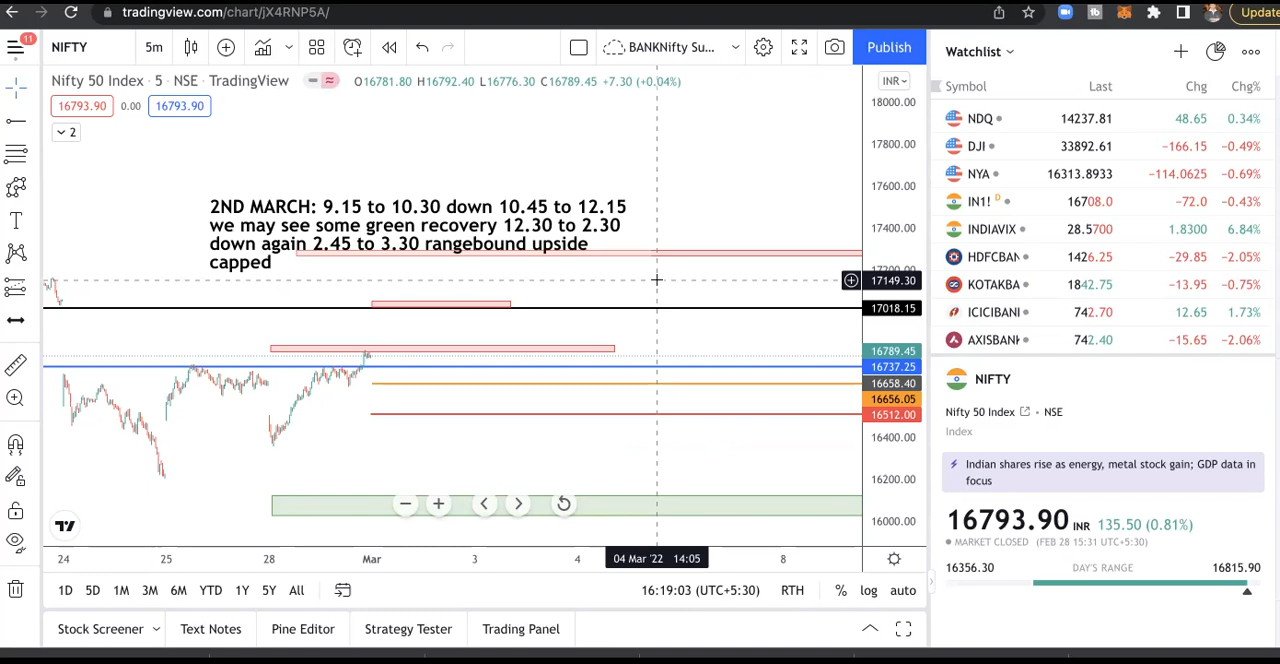 tradingview.com/chart/jX4RNP5A/
Update
11
NIFTY
5m
BANKNifty Su...
Publish
Nifty 50 Index · 5 · NSE · TradingView
O16781.80 H16792.40 L16776.30 C16789.45 +7.30 (+0.04%)
INR
16793.90 0.00 16793.90
2
18000.00
17800.00
17600.00
17400.00
17200.00
17149.30
17018.15
16789.45
16737.25
16658.40
16656.05
16512.00
16400.00
16200.00
16000.00
2ND MARCH: 9.15 to 10.30 down 10.45 to 12.15
we may see some green recovery 12.30 to 2.30
down again 2.45 to 3.30 rangebound upside
capped
24 25 28 Mar 3 4 04 Mar '22 14:05 8
1D 5D 1M 3M 6M YTD 1Y 5Y All
16:19:03 (UTC+5:30) RTH % log auto
Stock Screener Text Notes Pine Editor Strategy Tester Trading Panel
Watchlist
Symbol Last Chg Chg%
NDQ 14237.81 48.65 0.34%
DJI 33892.61 −166.15 −0.49%
NYA 16313.8933 −114.0625 −0.69%
IN1! D 16708.0 −72.0 −0.43%
INDIAVIX 28.5700 1.8300 6.84%
HDFCBAN 1426.25 −29.85 −2.05%
KOTAKBA 1842.75 −13.95 −0.75%
ICICIBANI 742.70 12.65 1.73%
AXISBANK 742.40 −15.65 −2.06%
NIFTY
Nifty 50 Index · NSE
Index
Indian shares rise as energy, metal stock gain; GDP data in
focus
16793.90 INR 135.50 (0.81%)
MARKET CLOSED (FEB 28 15:31 UTC+5:30)
16356.30 DAY'S RANGE 16815.90